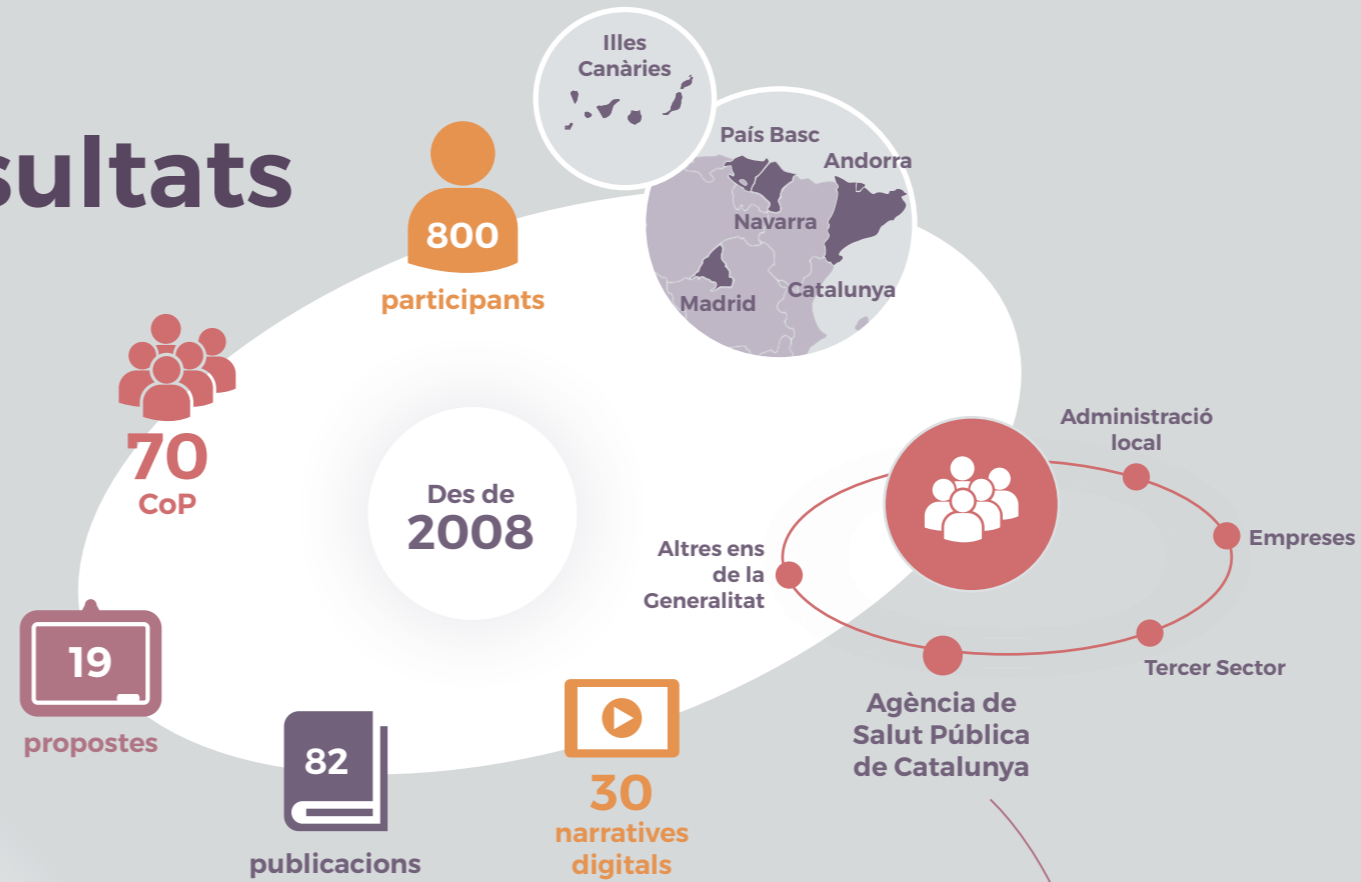 sultats
Illes
Canàries
País Basc
Andorra
Navarra
Madrid
Catalunya
800
participants
70
CoP
Des de
2008
19
propostes
82
publicacions
30
narratives
digitals
Administració
local
Empreses
Tercer Sector
Altres ens
de la
Generalitat
Agència de
Salut Pública
de Catalunya